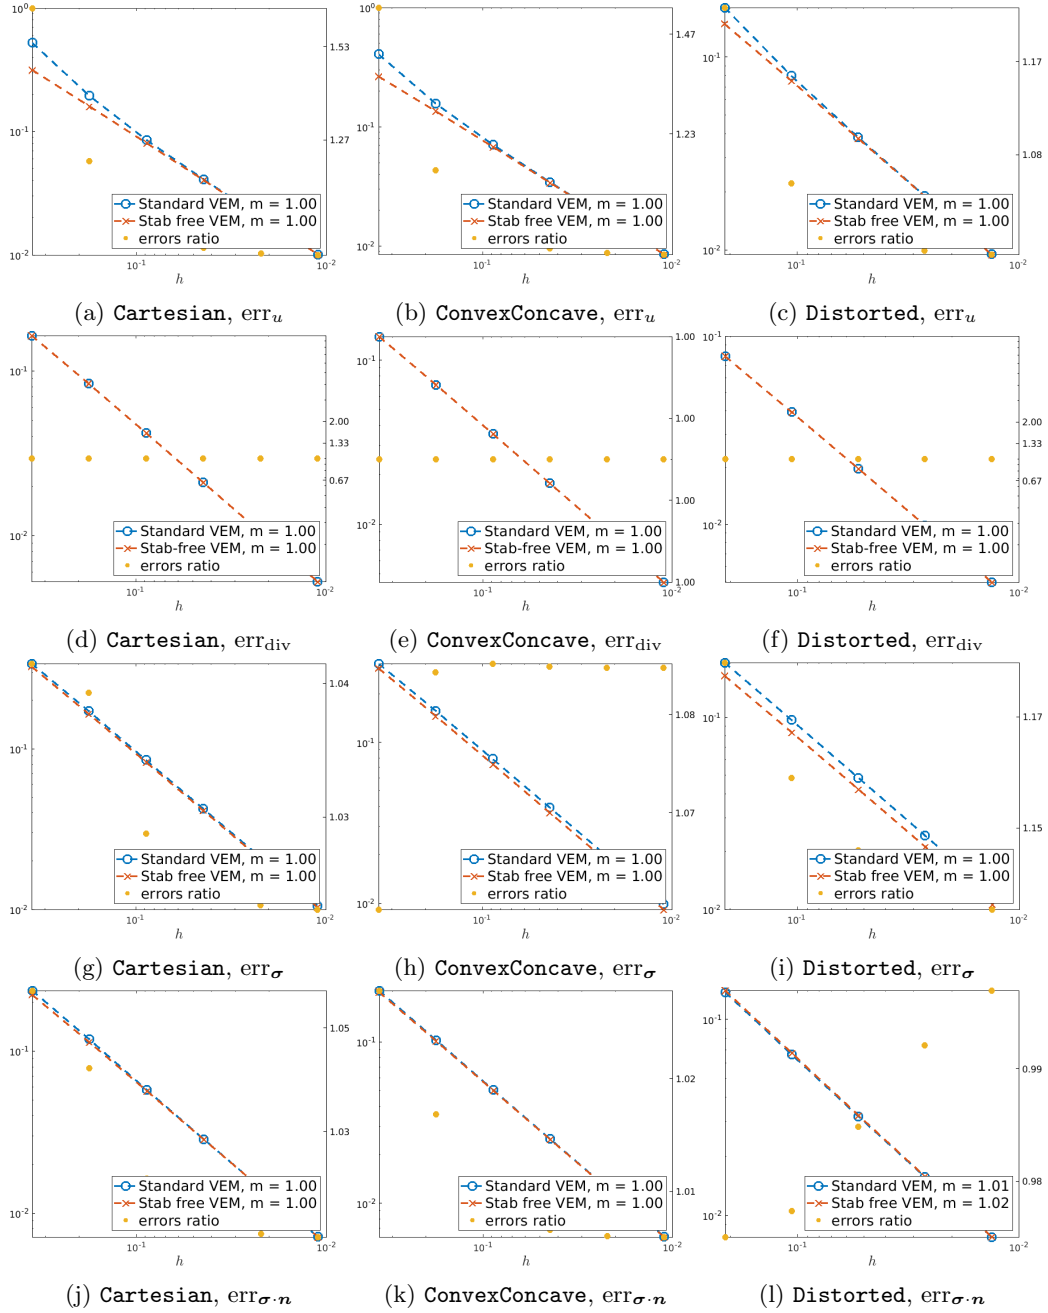 10^0
10^-1
10^-2
1.53
1.27
Standard VEM, m = 1.00
Stab free VEM, m = 1.00
errors ratio
10^-1
10^-2
h
(a) Cartesian, err_u
10^0
10^-1
10^-2
1.47
1.23
Standard VEM, m = 1.00
Stab free VEM, m = 1.00
errors ratio
10^-1
10^-2
h
(b) ConvexConcave, err_u
10^-1
10^-2
1.17
1.08
Standard VEM, m = 1.00
Stab free VEM, m = 1.00
errors ratio
10^-1
10^-2
h
(c) Distorted, err_u
10^-1
10^-2
2.00
1.33
0.67
Standard VEM, m = 1.00
Stab-free VEM, m = 1.00
errors ratio
10^-1
10^-2
h
(d) Cartesian, err_div
10^-1
10^-2
1.00
1.00
1.00
1.00
Standard VEM, m = 1.00
Stab-free VEM, m = 1.00
errors ratio
10^-1
10^-2
h
(e) ConvexConcave, err_div
10^-1
10^-2
2.00
1.33
0.67
Standard VEM, m = 1.00
Stab-free VEM, m = 1.00
errors ratio
10^-1
10^-2
h
(f) Distorted, err_div
10^-1
10^-2
1.04
1.03
Standard VEM, m = 1.00
Stab free VEM, m = 1.00
errors ratio
10^-1
10^-2
h
(g) Cartesian, err_σ
10^-1
10^-2
1.08
1.07
Standard VEM, m = 1.00
Stab free VEM, m = 1.00
errors ratio
10^-1
10^-2
h
(h) ConvexConcave, err_σ
10^-1
10^-2
1.17
1.15
Standard VEM, m = 1.00
Stab free VEM, m = 1.00
errors ratio
10^-1
10^-2
h
(i) Distorted, err_σ
10^-1
10^-2
1.05
1.03
Standard VEM, m = 1.00
Stab free VEM, m = 1.00
errors ratio
10^-1
10^-2
h
(j) Cartesian, err_σ·n
10^-1
10^-2
1.02
1.01
Standard VEM, m = 1.00
Stab free VEM, m = 1.00
errors ratio
10^-1
10^-2
h
(k) ConvexConcave, err_σ·n
10^-1
10^-2
0.99
0.98
Standard VEM, m = 1.01
Stab free VEM, m = 1.02
errors ratio
10^-1
10^-2
h
(l) Distorted, err_σ·n